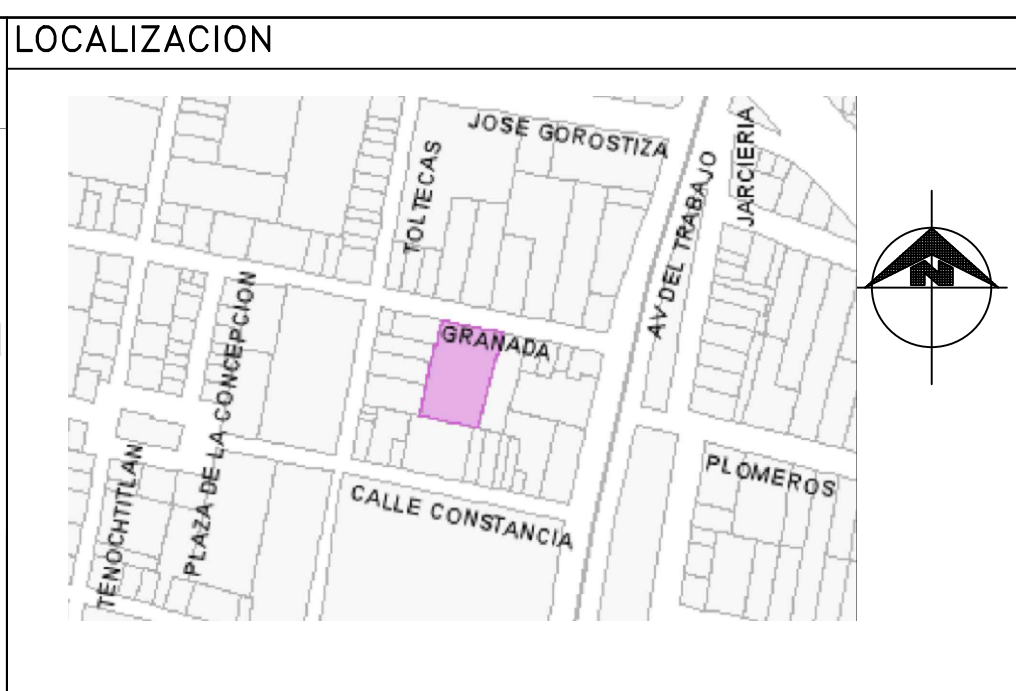 LOCALIZACION
JOSE GOROSTIZA
TOLTECAS
JARCIERIA
AV DEL TRABAJO
N
PLAZA DE LA CONCEPCION
GRANADA
TENOCHTITLAN
CALLE CONSTANCIA
PLOMEROS